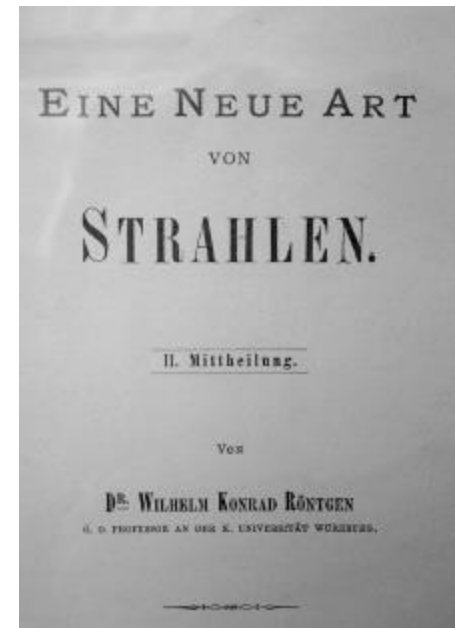 EINE NEUE ART
VON
STRAHLEN.
II. Mittheilung.
Von
DR. WILHELM KONRAD RÖNTGEN
Ö. O. PROFESSOR AN DER K. UNIVERSITÄT WÜRZBURG.